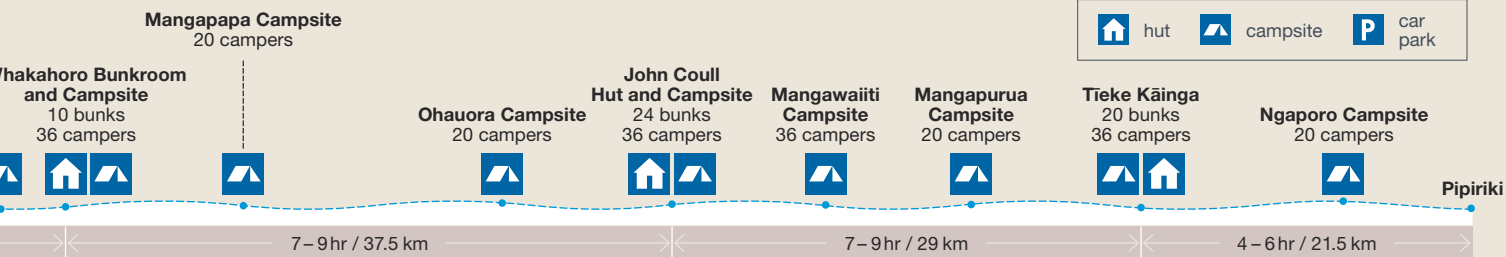 Mangapapa Campsite
20 campers
P
hut
campsite
car
park
Whakahoro Bunkroom
and Campsite
10 bunks
36 campers
Ohauora Campsite
20 campers
John Coull
Hut and Campsite
24 bunks
36 campers
Mangawaiiti
Campsite
36 campers
Mangapurua
Campsite
20 campers
Tīeke Kāinga
20 bunks
36 campers
Ngaporo Campsite
20 campers
Pipiriki
7–9 hr / 37.5 km
7–9 hr / 29 km
4–6 hr / 21.5 km